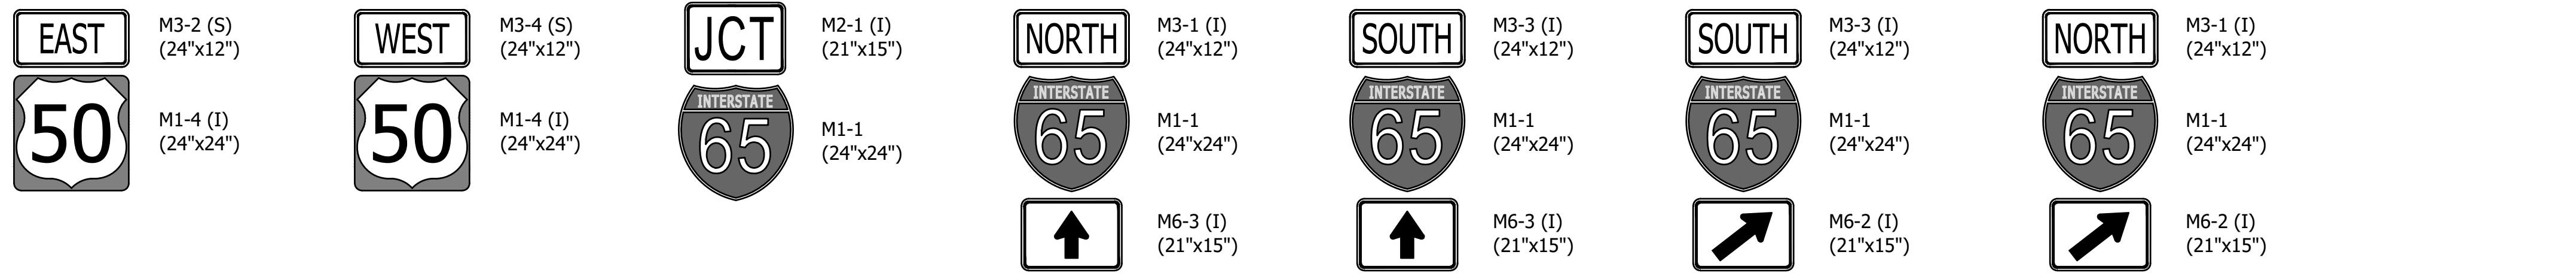 EAST
M3-2 (S)
(24"x12")
50
M1-4 (I)
(24"x24")
WEST
M3-4 (S)
(24"x12")
50
M1-4 (I)
(24"x24")
JCT
M2-1 (I)
(21"x15")
INTERSTATE
65
M1-1
(24"x24")
NORTH
M3-1 (I)
(24"x12")
INTERSTATE
65
M1-1
(24"x24")
M6-3 (I)
(21"x15")
SOUTH
M3-3 (I)
(24"x12")
INTERSTATE
65
M1-1
(24"x24")
M6-3 (I)
(21"x15")
SOUTH
M3-3 (I)
(24"x12")
INTERSTATE
65
M1-1
(24"x24")
M6-2 (I)
(21"x15")
NORTH
M3-1 (I)
(24"x12")
INTERSTATE
65
M1-1
(24"x24")
M6-2 (I)
(21"x15")